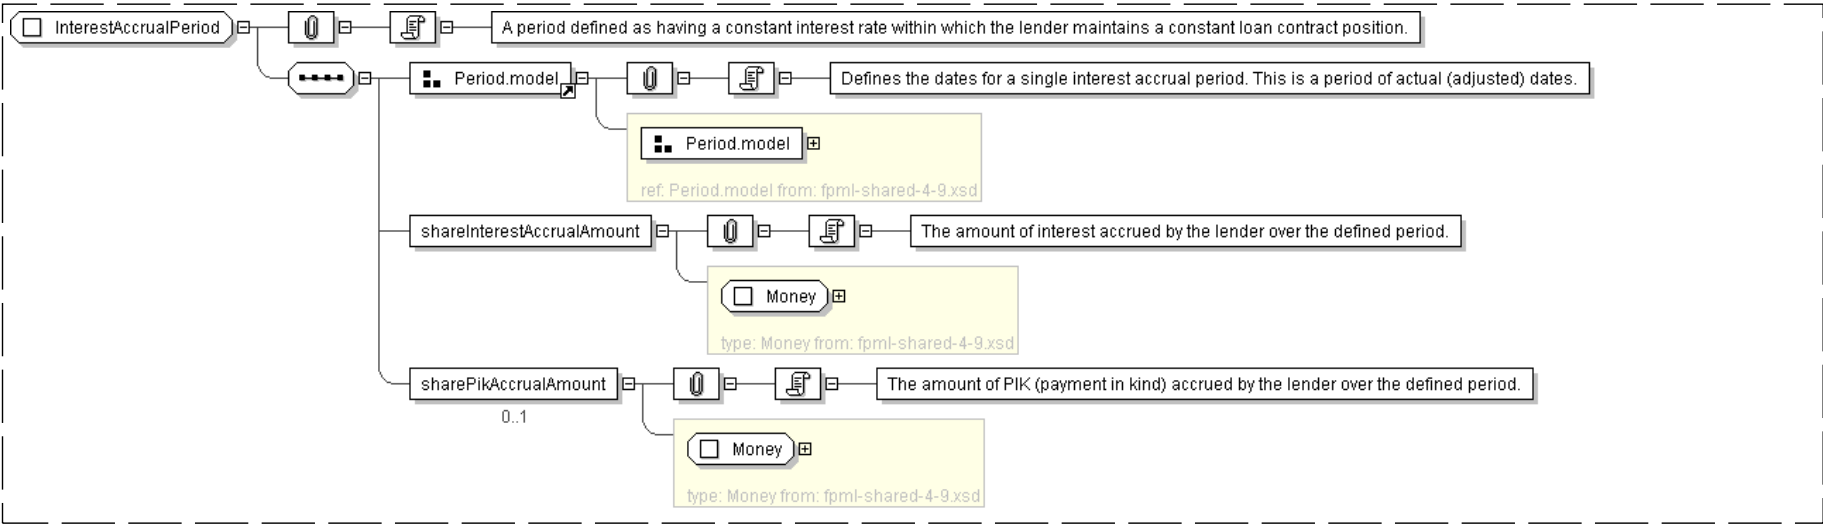 InterestAccrualPeriod
A period defined as having a constant interest rate within which the lender maintains a constant loan contract position.
Period.model
Defines the dates for a single interest accrual period. This is a period of actual (adjusted) dates.
Period.model
ref: Period.model from: fpml-shared-4-9.xsd
shareInterestAccrualAmount
The amount of interest accrued by the lender over the defined period.
Money
type: Money from: fpml-shared-4-9.xsd
sharePikAccrualAmount
The amount of PIK (payment in kind) accrued by the lender over the defined period.
0..1
Money
type: Money from: fpml-shared-4-9.xsd